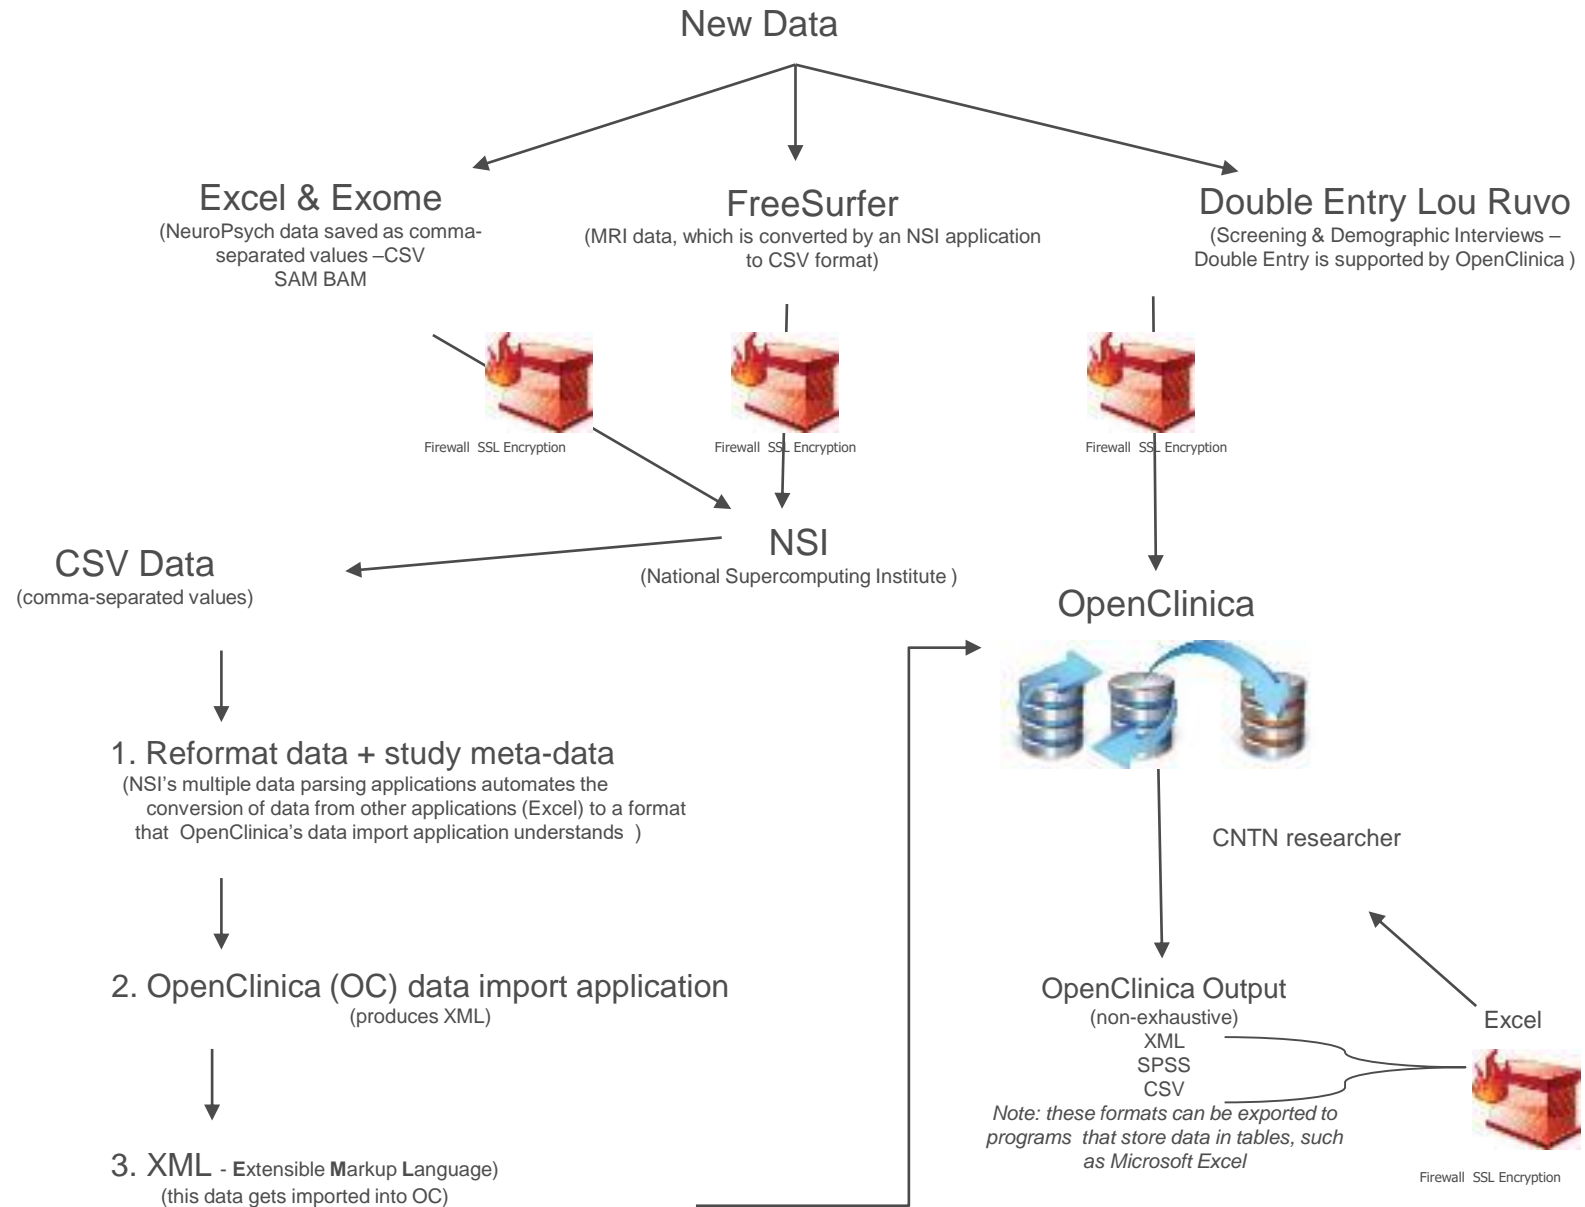 New Data
Excel & Exome
(NeuroPsych data saved as comma-
separated values –CSV
SAM BAM
FreeSurfer
(MRI data, which is converted by an NSI application
to CSV format)
Double Entry Lou Ruvo
(Screening & Demographic Interviews –
Double Entry is supported by OpenClinica )
Firewall SSL Encryption
Firewall SSL Encryption
Firewall SSL Encryption
NSI
(National Supercomputing Institute )
CSV Data
(comma-separated values)
OpenClinica
1. Reformat data + study meta-data
(NSI’s multiple data parsing applications automates the
conversion of data from other applications (Excel) to a format
that OpenClinica’s data import application understands )
CNTN researcher
2. OpenClinica (OC) data import application
(produces XML)
OpenClinica Output
(non-exhaustive)
XML
SPSS
CSV
Note: these formats can be exported to
programs that store data in tables, such
as Microsoft Excel
Excel
Firewall SSL Encryption
3. XML - Extensible Markup Language)
(this data gets imported into OC)